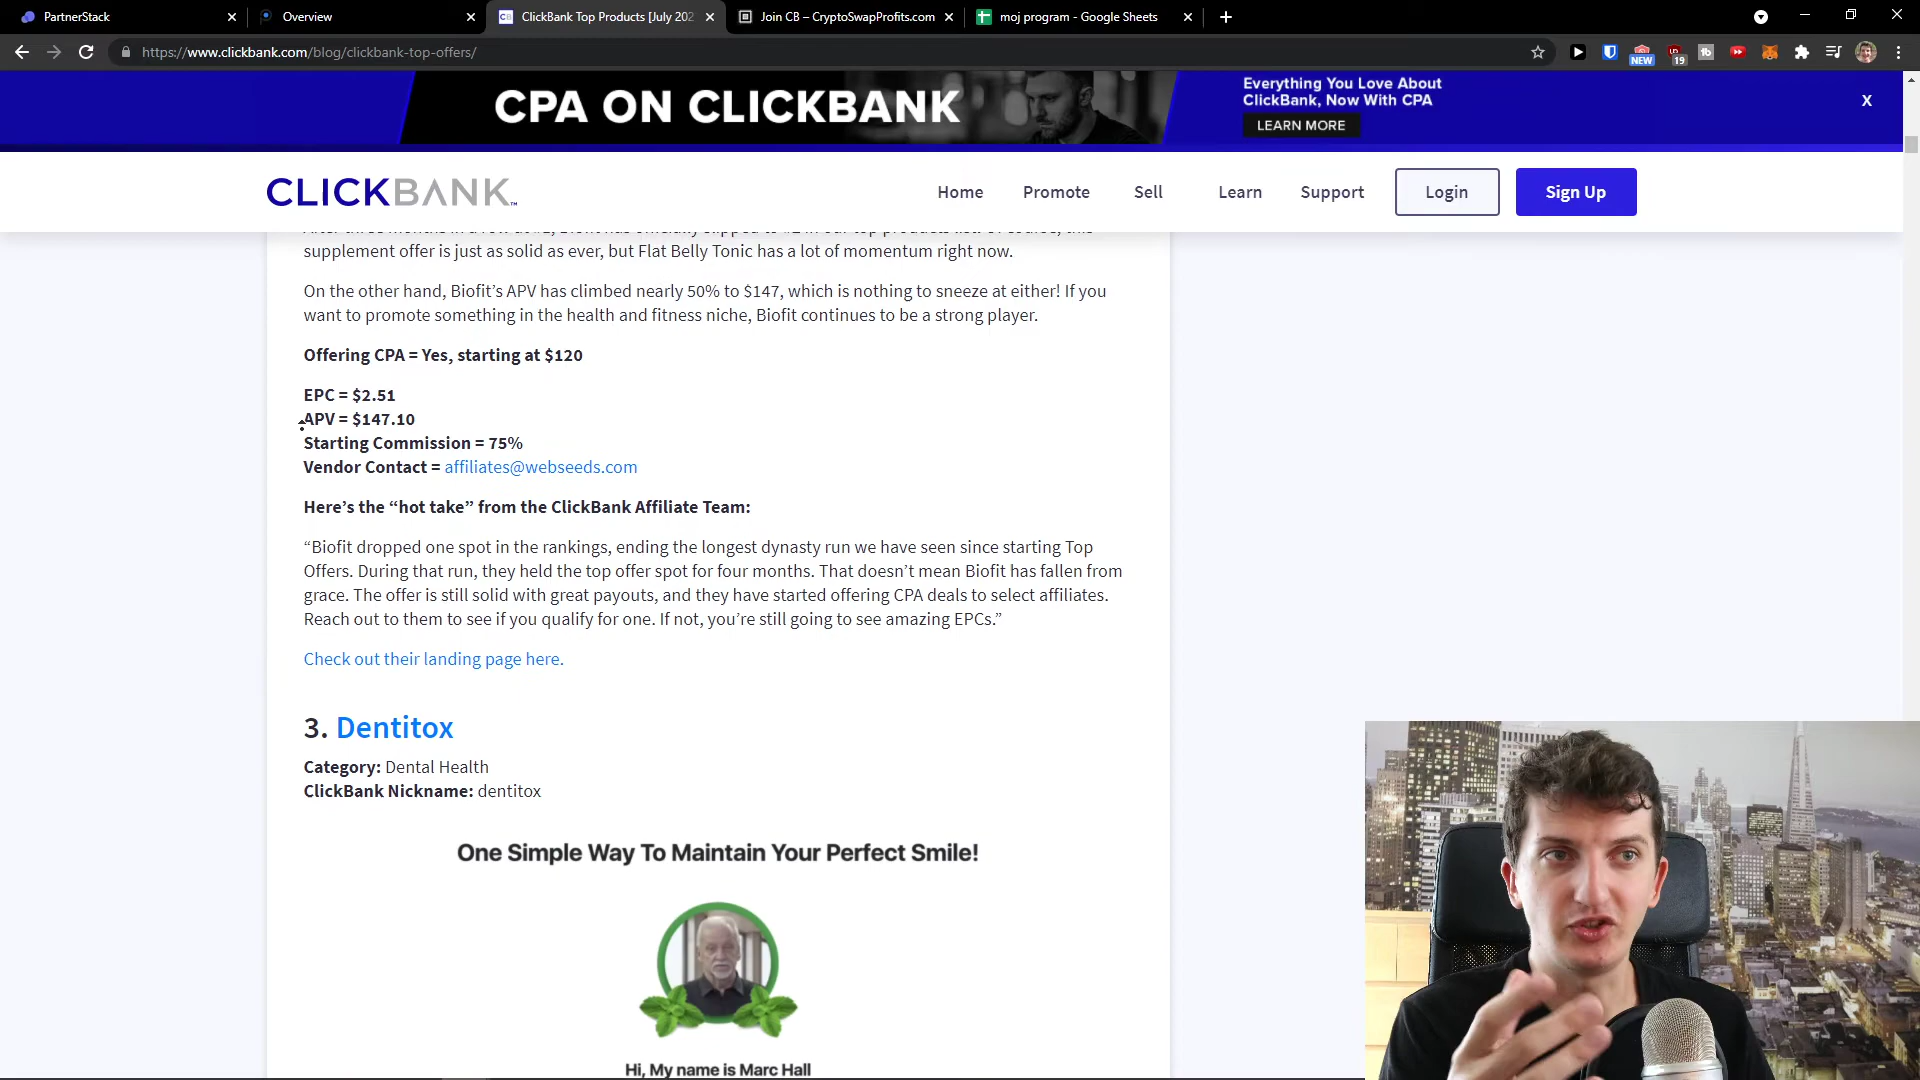 PartnerStack
Overview
ClickBank Top Products [July 202
Join CB – CryptoSwapProfits.com
moj program - Google Sheets
https://www.clickbank.com/blog/clickbank-top-offers/
NEW
19
CPA ON CLICKBANK
Everything You Love About
ClickBank, Now With CPA
LEARN MORE
X
CLICKBANK
Home
Promote
Sell
Learn
Support
Login
Sign Up
supplement offer is just as solid as ever, but Flat Belly Tonic has a lot of momentum right now.
On the other hand, Biofit’s APV has climbed nearly 50% to $147, which is nothing to sneeze at either! If you
want to promote something in the health and fitness niche, Biofit continues to be a strong player.
Offering CPA = Yes, starting at $120
EPC = $2.51
APV = $147.10
Starting Commission = 75%
Vendor Contact = affiliates@webseeds.com
Here’s the “hot take” from the ClickBank Affiliate Team:
“Biofit dropped one spot in the rankings, ending the longest dynasty run we have seen since starting Top
Offers. During that run, they held the top offer spot for four months. That doesn’t mean Biofit has fallen from
grace. The offer is still solid with great payouts, and they have started offering CPA deals to select affiliates.
Reach out to them to see if you qualify for one. If not, you’re still going to see amazing EPCs.”
Check out their landing page here.
3. Dentitox
Category: Dental Health
ClickBank Nickname: dentitox
One Simple Way To Maintain Your Perfect Smile!
Hi, My name is Marc Hall